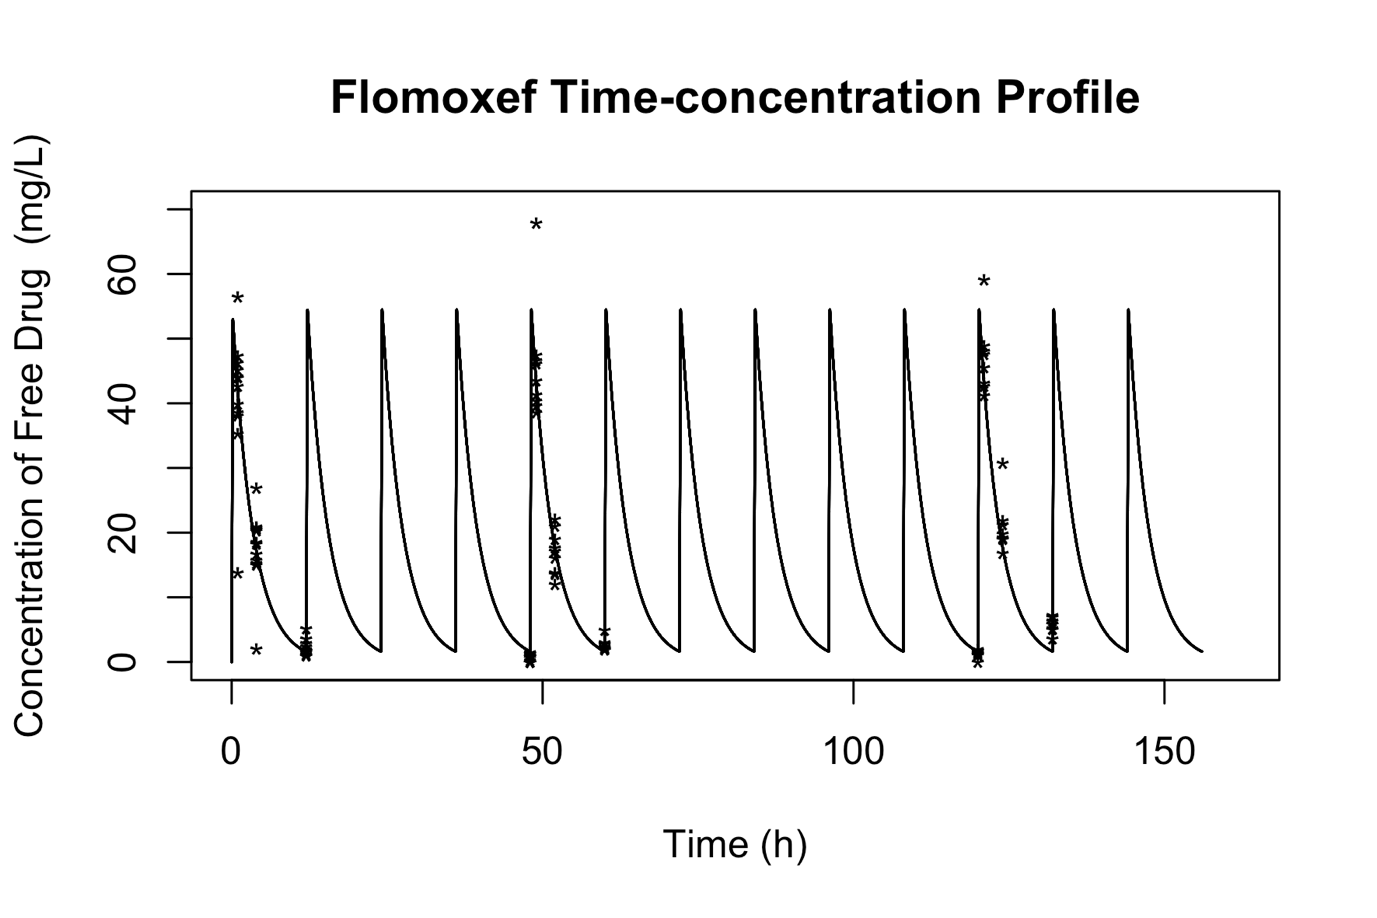 Flomoxef Time-concentration Profile
Concentration of Free Drug  (mg/L)
60
40
20
0
0 50 100 150
Time (h)